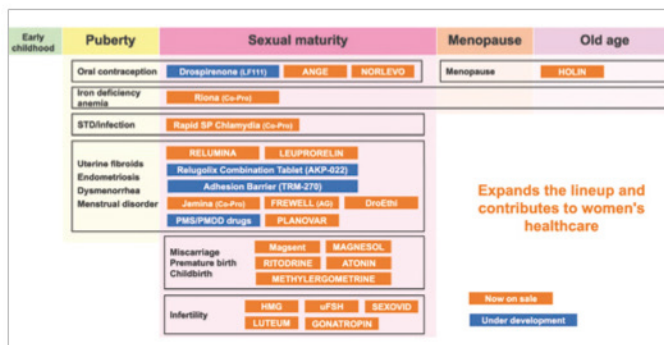 Early childhood
Puberty
Sexual maturity
Menopause
Old age
Oral contraception
Drospirenone (LF111)
ANGE
NORLEVO
Menopause
HOLIN
Iron deficiency
anemia
Riona (Co-Pro)
STD/infection
Rapid SP Chlamydia (Co-Pro)
Uterine fibroids
Endometriosis
Dysmenorrhea
Menstrual disorder
RELUMINA
LEUPRORELIN
Relugolix Combination Tablet (AKP-022)
Adhesion Barrier (TRM-270)
Jemina (Co-Pro)
FREWELL (AG)
DroEthi
PMS/PMDD drugs
PLANOVAR
Expands the lineup and
contributes to women's
healthcare
Miscarriage
Premature birth
Childbirth
Magsent
MAGNESOL
RITODRINE
ATONIN
METHYLERGOMETRINE
Infertility
HMG
uFSH
SEXOVID
LUTEUM
GONATROPIN
Now on sale
Under development